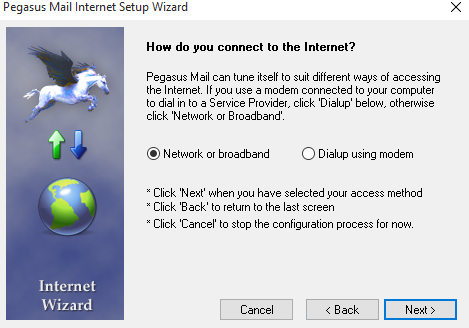 Pegasus Mail Internet Setup Wizard
How do you connect to the Internet?
Pegasus Mail can tune itself to suit different ways of accessing
the Internet. If you use a modem connected to your computer
to dial in to a Service Provider, click 'Dialup' below, otherwise
click 'Network or Broadband'.
Network or broadband
Dialup using modem
* Click 'Next' when you have selected your access method
* Click 'Back' to return to the last screen
* Click 'Cancel' to stop the configuration process for now.
Internet
Wizard
Cancel
< Back
Next >